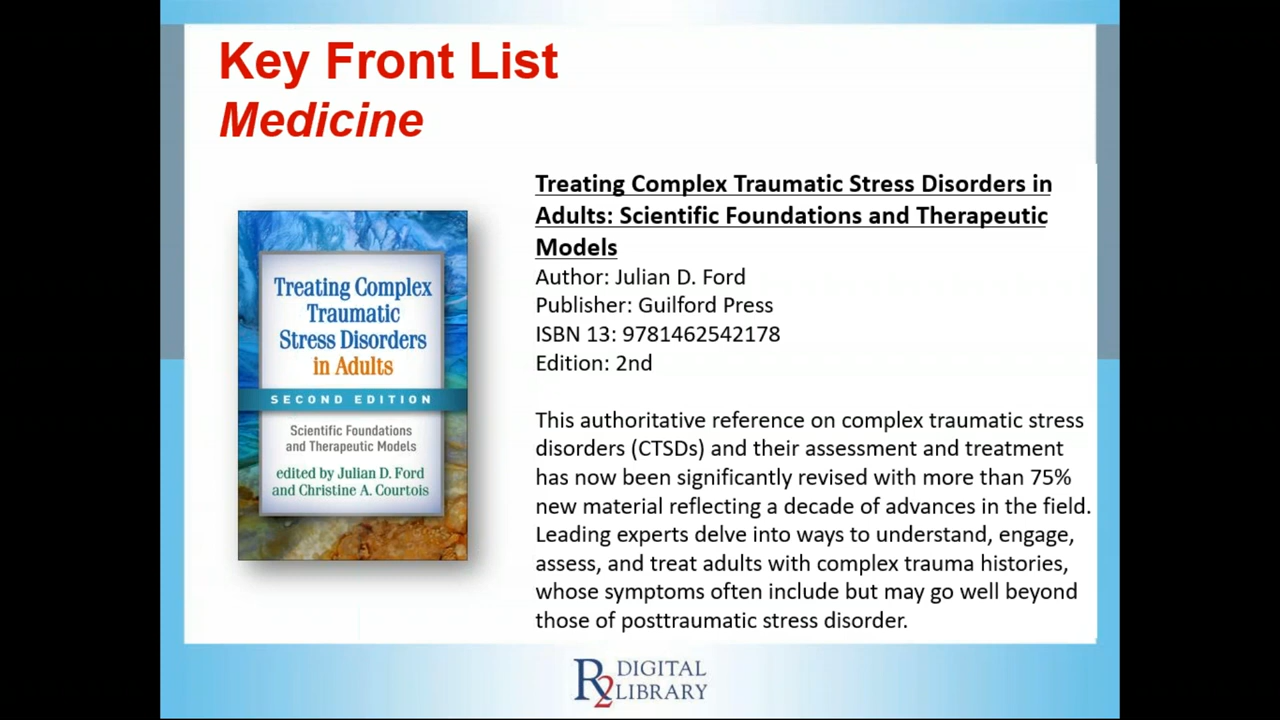 Key Front List
Medicine
Treating Complex
Traumatic
Stress Disorders
in Adults
SECOND EDITION
Scientific Foundations
and Therapeutic Models
edited by Julian D. Ford
and Christine A. Courtois
Treating Complex Traumatic Stress Disorders in
Adults: Scientific Foundations and Therapeutic
Models
Author: Julian D. Ford
Publisher: Guilford Press
ISBN 13: 9781462542178
Edition: 2nd
This authoritative reference on complex traumatic stress
disorders (CTSDs) and their assessment and treatment
has now been significantly revised with more than 75%
new material reflecting a decade of advances in the field.
Leading experts delve into ways to understand, engage,
assess, and treat adults with complex trauma histories,
whose symptoms often include but may go well beyond
those of posttraumatic stress disorder.
R2 DIGITAL
LIBRARY